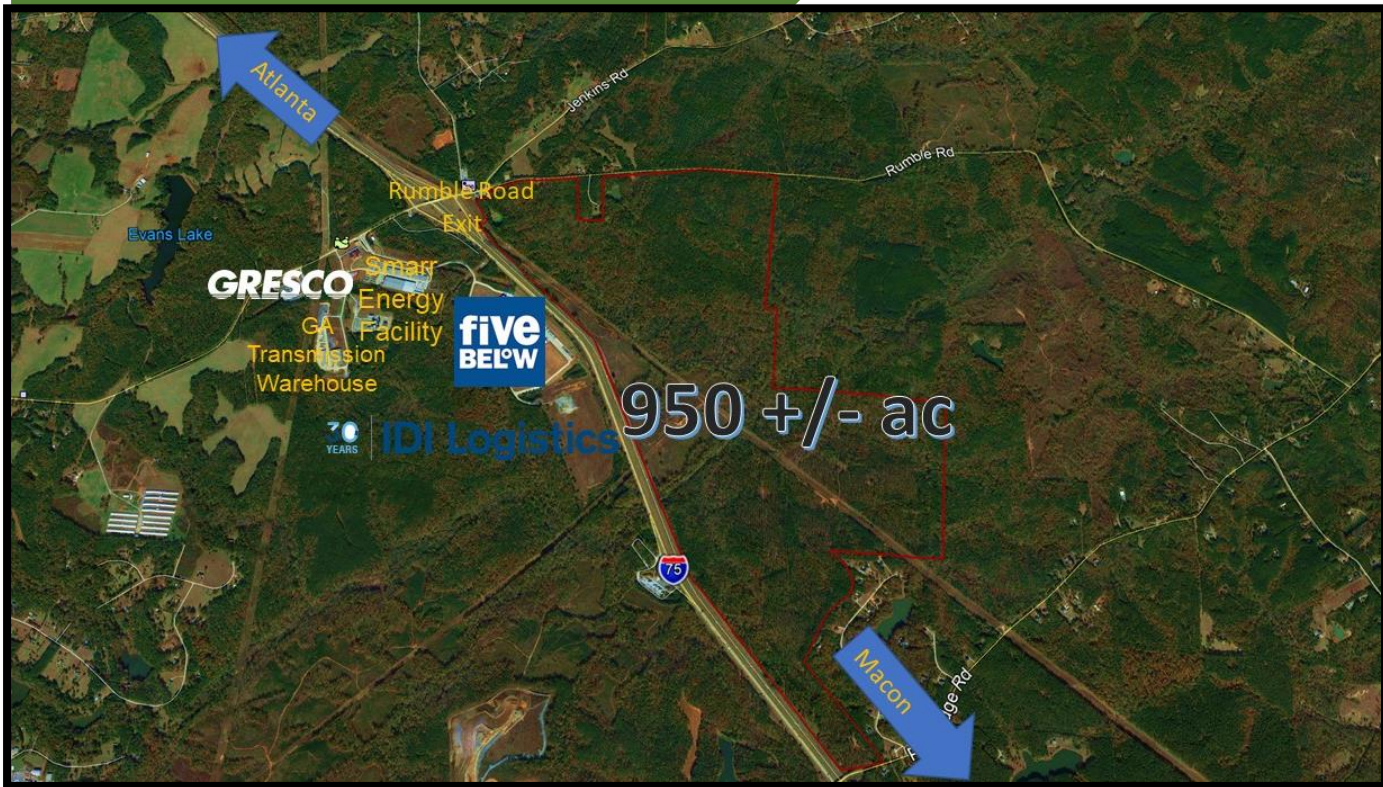 Atlanta
Jenkins Rd
Rumble Rd
Rumble Road
Exit
Evans Lake
GRESCO
Smarr
Energy
Facility
GA
Transmission
Warehouse
five
BELOW
30
YEARS
IDI Logistics
950 +/- ac
75
Macon